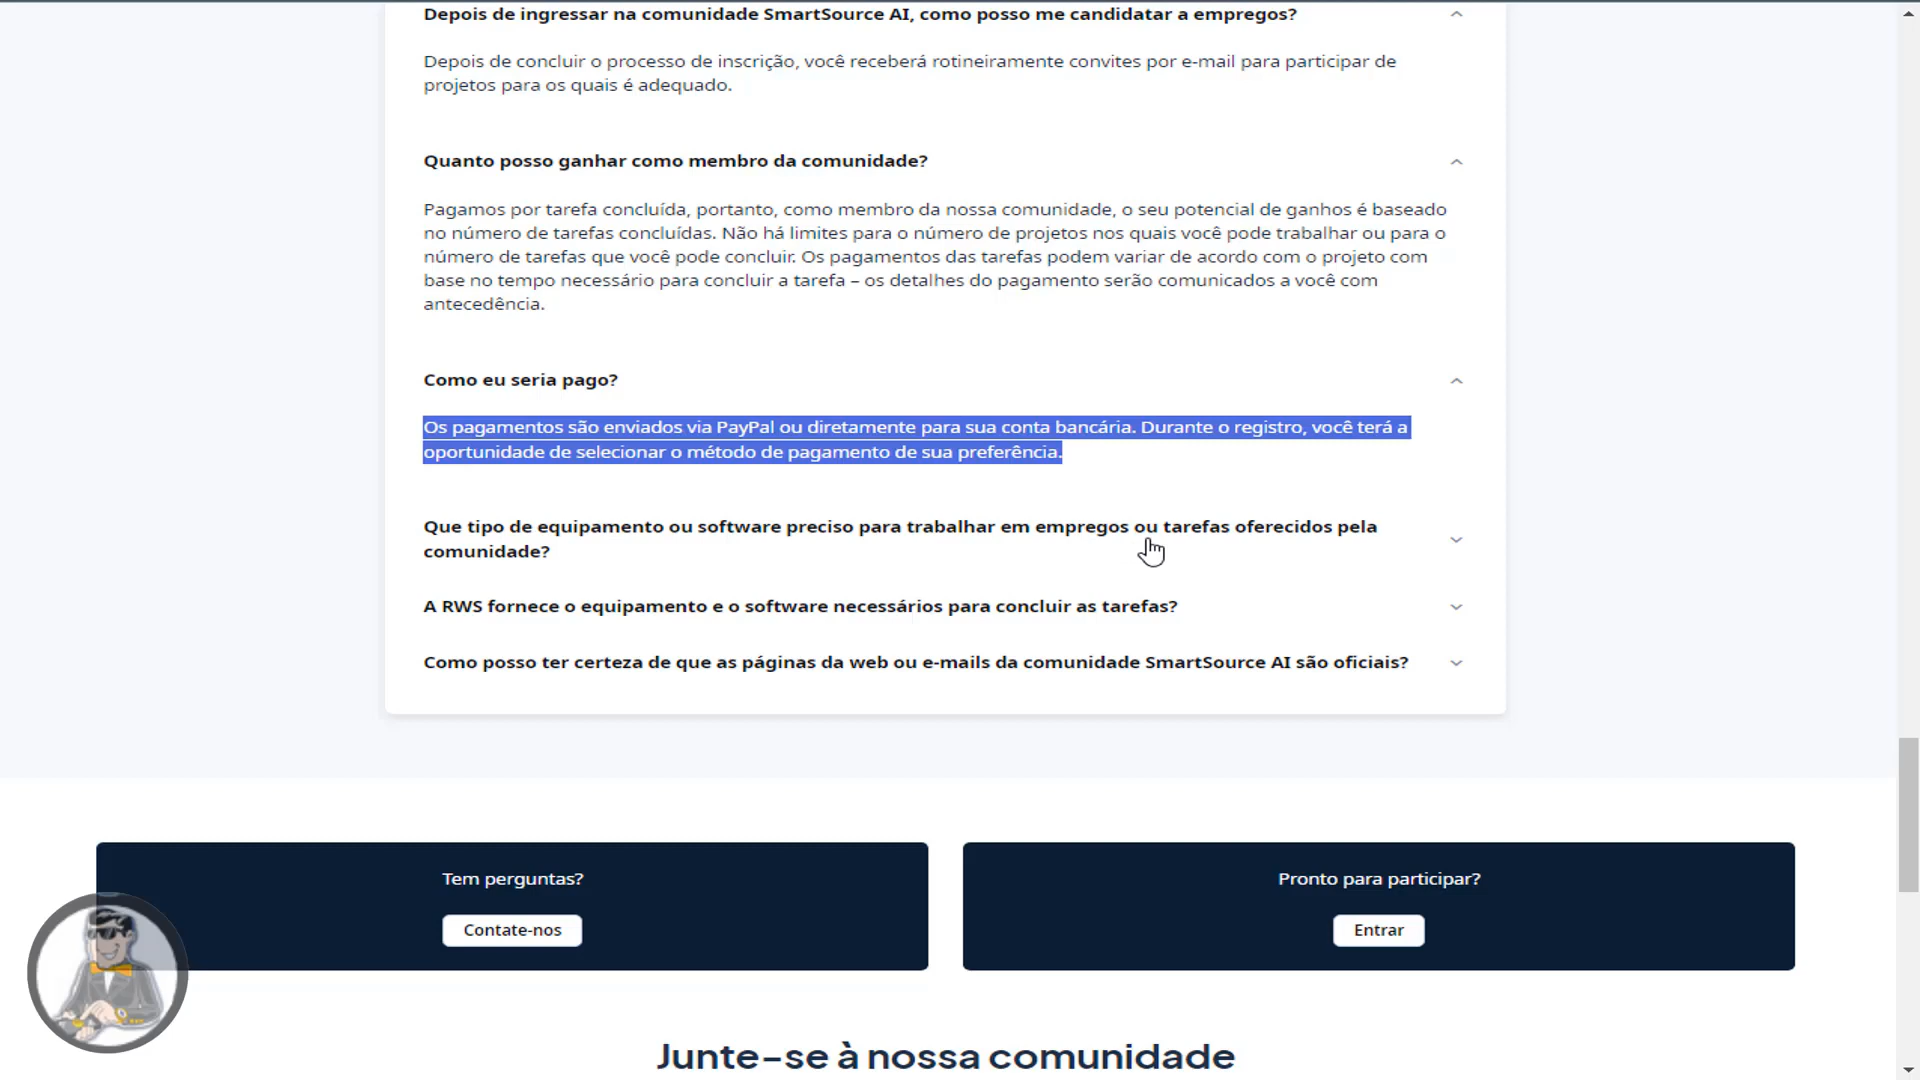 Depois de ingressar na comunidade SmartSource AI, como posso me candidatar a empregos?
Depois de concluir o processo de inscrição, você receberá rotineiramente convites por e-mail para participar de
projetos para os quais é adequado.
Quanto posso ganhar como membro da comunidade?
Pagamos por tarefa concluída, portanto, como membro da nossa comunidade, o seu potencial de ganhos é baseado
no número de tarefas concluídas. Não há limites para o número de projetos nos quais você pode trabalhar ou para o
número de tarefas que você pode concluir. Os pagamentos das tarefas podem variar de acordo com o projeto com
base no tempo necessário para concluir a tarefa – os detalhes do pagamento serão comunicados a você com
antecedência.
Como eu seria pago?
Os pagamentos são enviados via PayPal ou diretamente para sua conta bancária. Durante o registro, você terá a
oportunidade de selecionar o método de pagamento de sua preferência.
Que tipo de equipamento ou software preciso para trabalhar em empregos ou tarefas oferecidos pela
comunidade?
A RWS fornece o equipamento e o software necessários para concluir as tarefas?
Como posso ter certeza de que as páginas da web ou e-mails da comunidade SmartSource AI são oficiais?
Tem perguntas?
Contate-nos
Pronto para participar?
Entrar
Junte-se à nossa comunidade